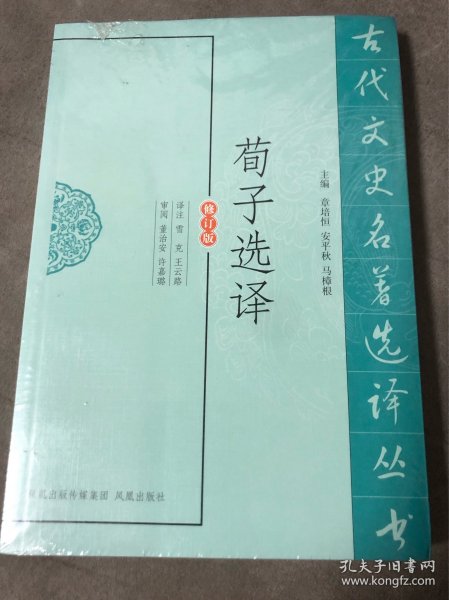 古代文史名著选译丛书
主编 章培恒 安平秋 马樟根
荀子选译
修订版
译注 雪克 王云路
审阅 董治安 许嘉璐
凤凰出版传媒集团 凤凰出版社
孔夫子旧书网
www.kongfz.com